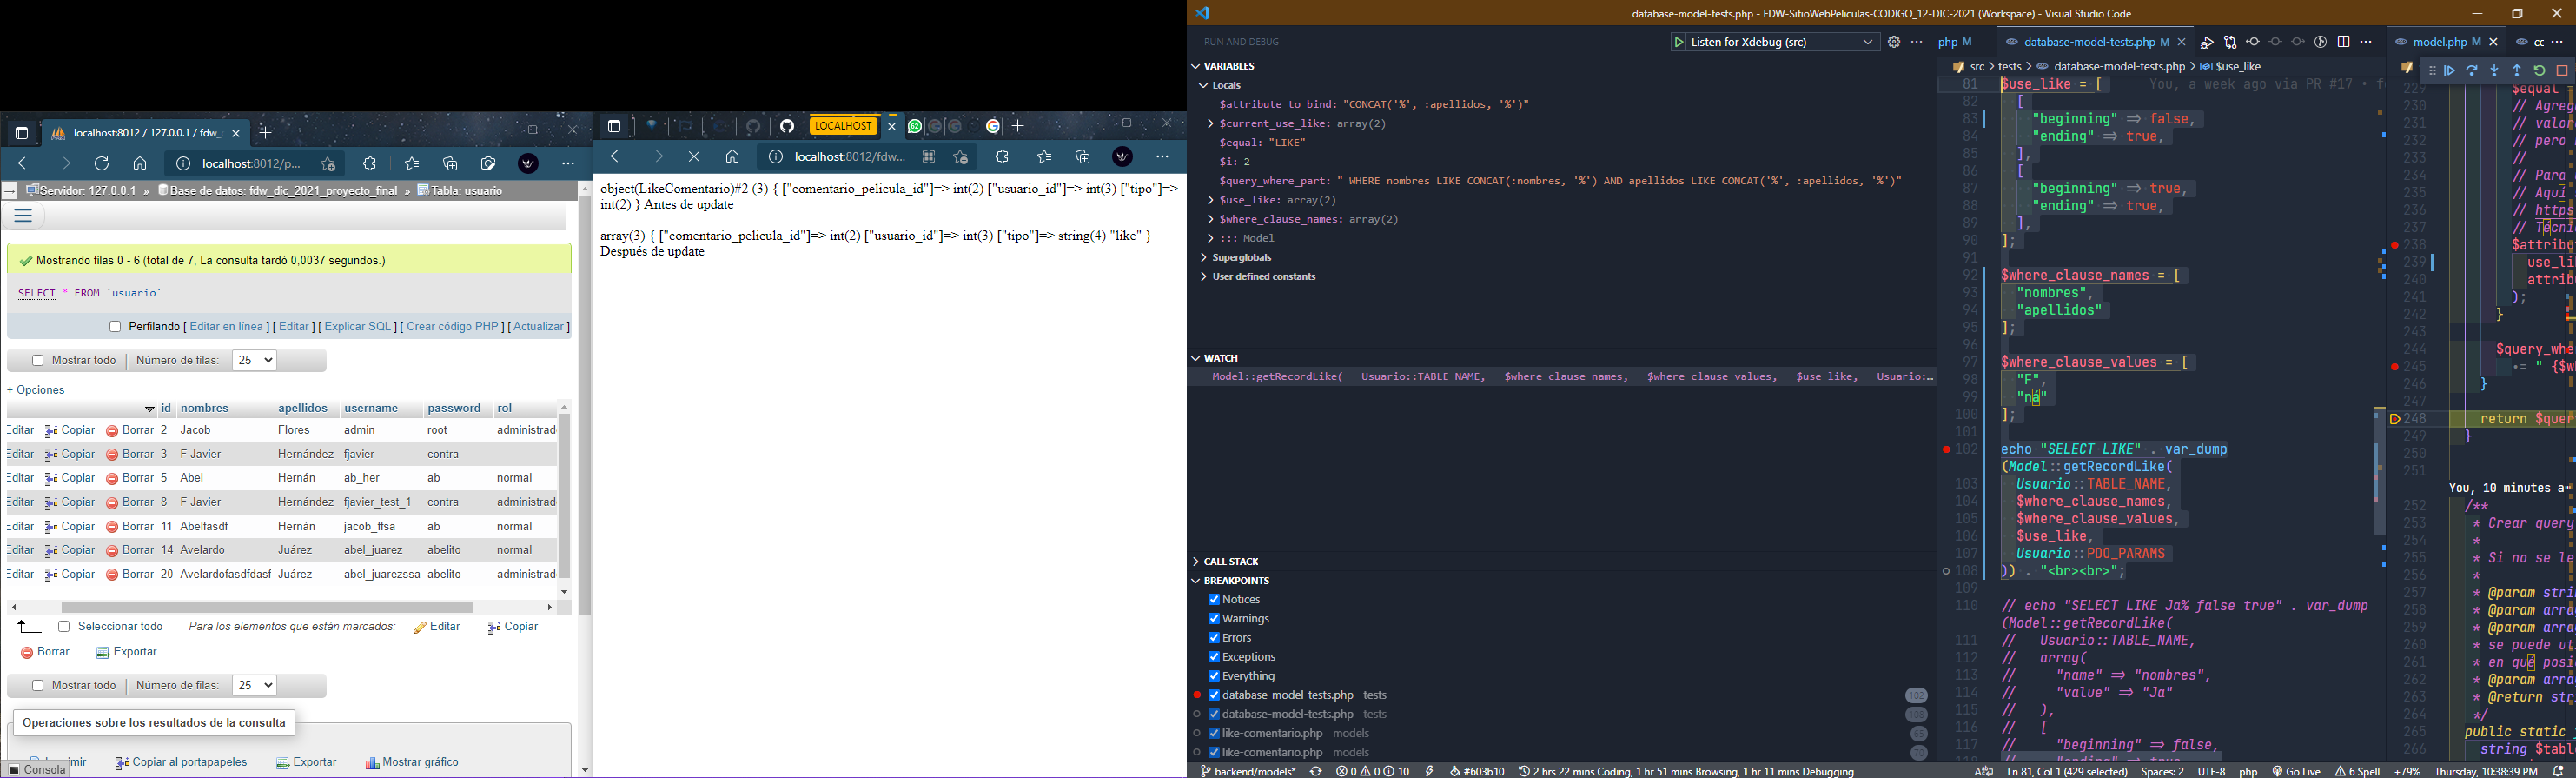 localhost:8012 / 127.0.0.1 / fdw_
localhost:8012/p...
Servidor: 127.0.0.1 » Base de datos: fdw_dic_2021_proyecto_final » Tabla: usuario
Mostrando filas 0 - 6 (total de 7, La consulta tardó 0,0037 segundos.)
SELECT * FROM `usuario`
Perfilando [ Editar en línea ] [ Editar ] [ Explicar SQL ] [ Crear código PHP ] [ Actualizar ]
Mostrar todo Número de filas: 25
+ Opciones
id nombres apellidos username password rol
Editar Copiar Borrar 2 Jacob Flores admin root administrad
Editar Copiar Borrar 3 F Javier Hernández fjavier contra
Editar Copiar Borrar 5 Abel Hernán ab_her ab normal
Editar Copiar Borrar 8 F Javier Hernández fjavier_test_1 contra administrad
Editar Copiar Borrar 11 Abelfasdf Hernán jacob_ffsa ab normal
Editar Copiar Borrar 14 Avelardo Juárez abel_juarez abelito normal
Editar Copiar Borrar 20 Avelardofasdfdasf Juárez abel_juarezssa abelito administrad
Seleccionar todo Para los elementos que están marcados: Editar Copiar
Borrar Exportar
Mostrar todo Número de filas: 25
Operaciones sobre los resultados de la consulta
Copiar al portapapeles Exportar Mostrar gráfico
Consola
LOCALHOST
localhost:8012/fdw...
object(LikeComentario)#2 (3) { ["comentario_pelicula_id"]=> int(2) ["usuario_id"]=> int(3) ["tipo"]=>
int(2) } Antes de update
array(3) { ["comentario_pelicula_id"]=> int(2) ["usuario_id"]=> int(3) ["tipo"]=> string(4) "like" }
Después de update
database-model-tests.php - FDW-SitioWebPeliculas-CODIGO_12-DIC-2021 (Workspace) - Visual Studio Code
RUN AND DEBUG Listen for Xdebug (src)
VARIABLES
Locals
$attribute_to_bind: "CONCAT('%', :apellidos, '%')"
$current_use_like: array(2)
$equal: "LIKE"
$i: 2
$query_where_part: " WHERE nombres LIKE CONCAT(:nombres, '%') AND apellidos LIKE CONCAT('%', :apellidos, '%')"
$use_like: array(2)
$where_clause_names: array(2)
::: Model
Superglobals
User defined constants
WATCH
Model::getRecordLike( Usuario::TABLE_NAME, $where_clause_names, $where_clause_values, $use_like, Usuario:…
CALL STACK
BREAKPOINTS
Notices
Warnings
Errors
Exceptions
Everything
database-model-tests.php tests 102
database-model-tests.php tests
like-comentario.php models
like-comentario.php models
php M database-model-tests.php M
src > tests > database-model-tests.php > $use_like
81 $use_like = [ You, a week ago via PR #17 • f
82 [
83 "beginning" => false,
84 "ending" => true,
85 ],
86 [
87 "beginning" => true,
88 "ending" => true,
89 ],
90 ];
91
92 $where_clause_names = [
93 "nombres",
94 "apellidos"
95 ];
96
97 $where_clause_values = [
98 "F",
99 "ná"
100 ];
101
102 echo "SELECT LIKE" . var_dump
(Model::getRecordLike(
103 Usuario::TABLE_NAME,
104 $where_clause_names,
105 $where_clause_values,
106 $use_like,
107 Usuario::PDO_PARAMS
108 )) . "<br><br>";
109
110 // echo "SELECT LIKE Ja% false true" . var_dump
(Model::getRecordLike(
111 // Usuario::TABLE_NAME,
112 // array(
113 // "name" => "nombres",
114 // "value" => "Ja"
115 // ),
116 // [
117 // "beginning" => false,
model.php M
229 $equal =
230 // Agreg
231 // valor
232 // pero
233 //
234 // Para
235 // Aquí
236 // https
237 // Técni
238 $attribu
239 use_li
240 attrib
241 );
242 }
243
244 $query_whe
245 .= " {$w
246 }
247
248 return $quer
249 }
250
251
You, 10 minutes a
252 /**
253 * Crear query
254 *
255 * Si no se le
256 *
257 * @param strin
258 * @param arra
259 * @param arra
260 * se puede ut
261 * en qué posi
262 * @param arra
263 * @return str
264 */
265 public static
266 string $tabl
backend/models* 0 0 10 #603b10 2 hrs 22 mins Coding, 1 hr 51 mins Browsing, 1 hr 11 mins Debugging Ln 81, Col 1 (429 selected) Spaces: 2 UTF-8 php Go Live 6 Spell +79% Thursday, 10:38:39 PM